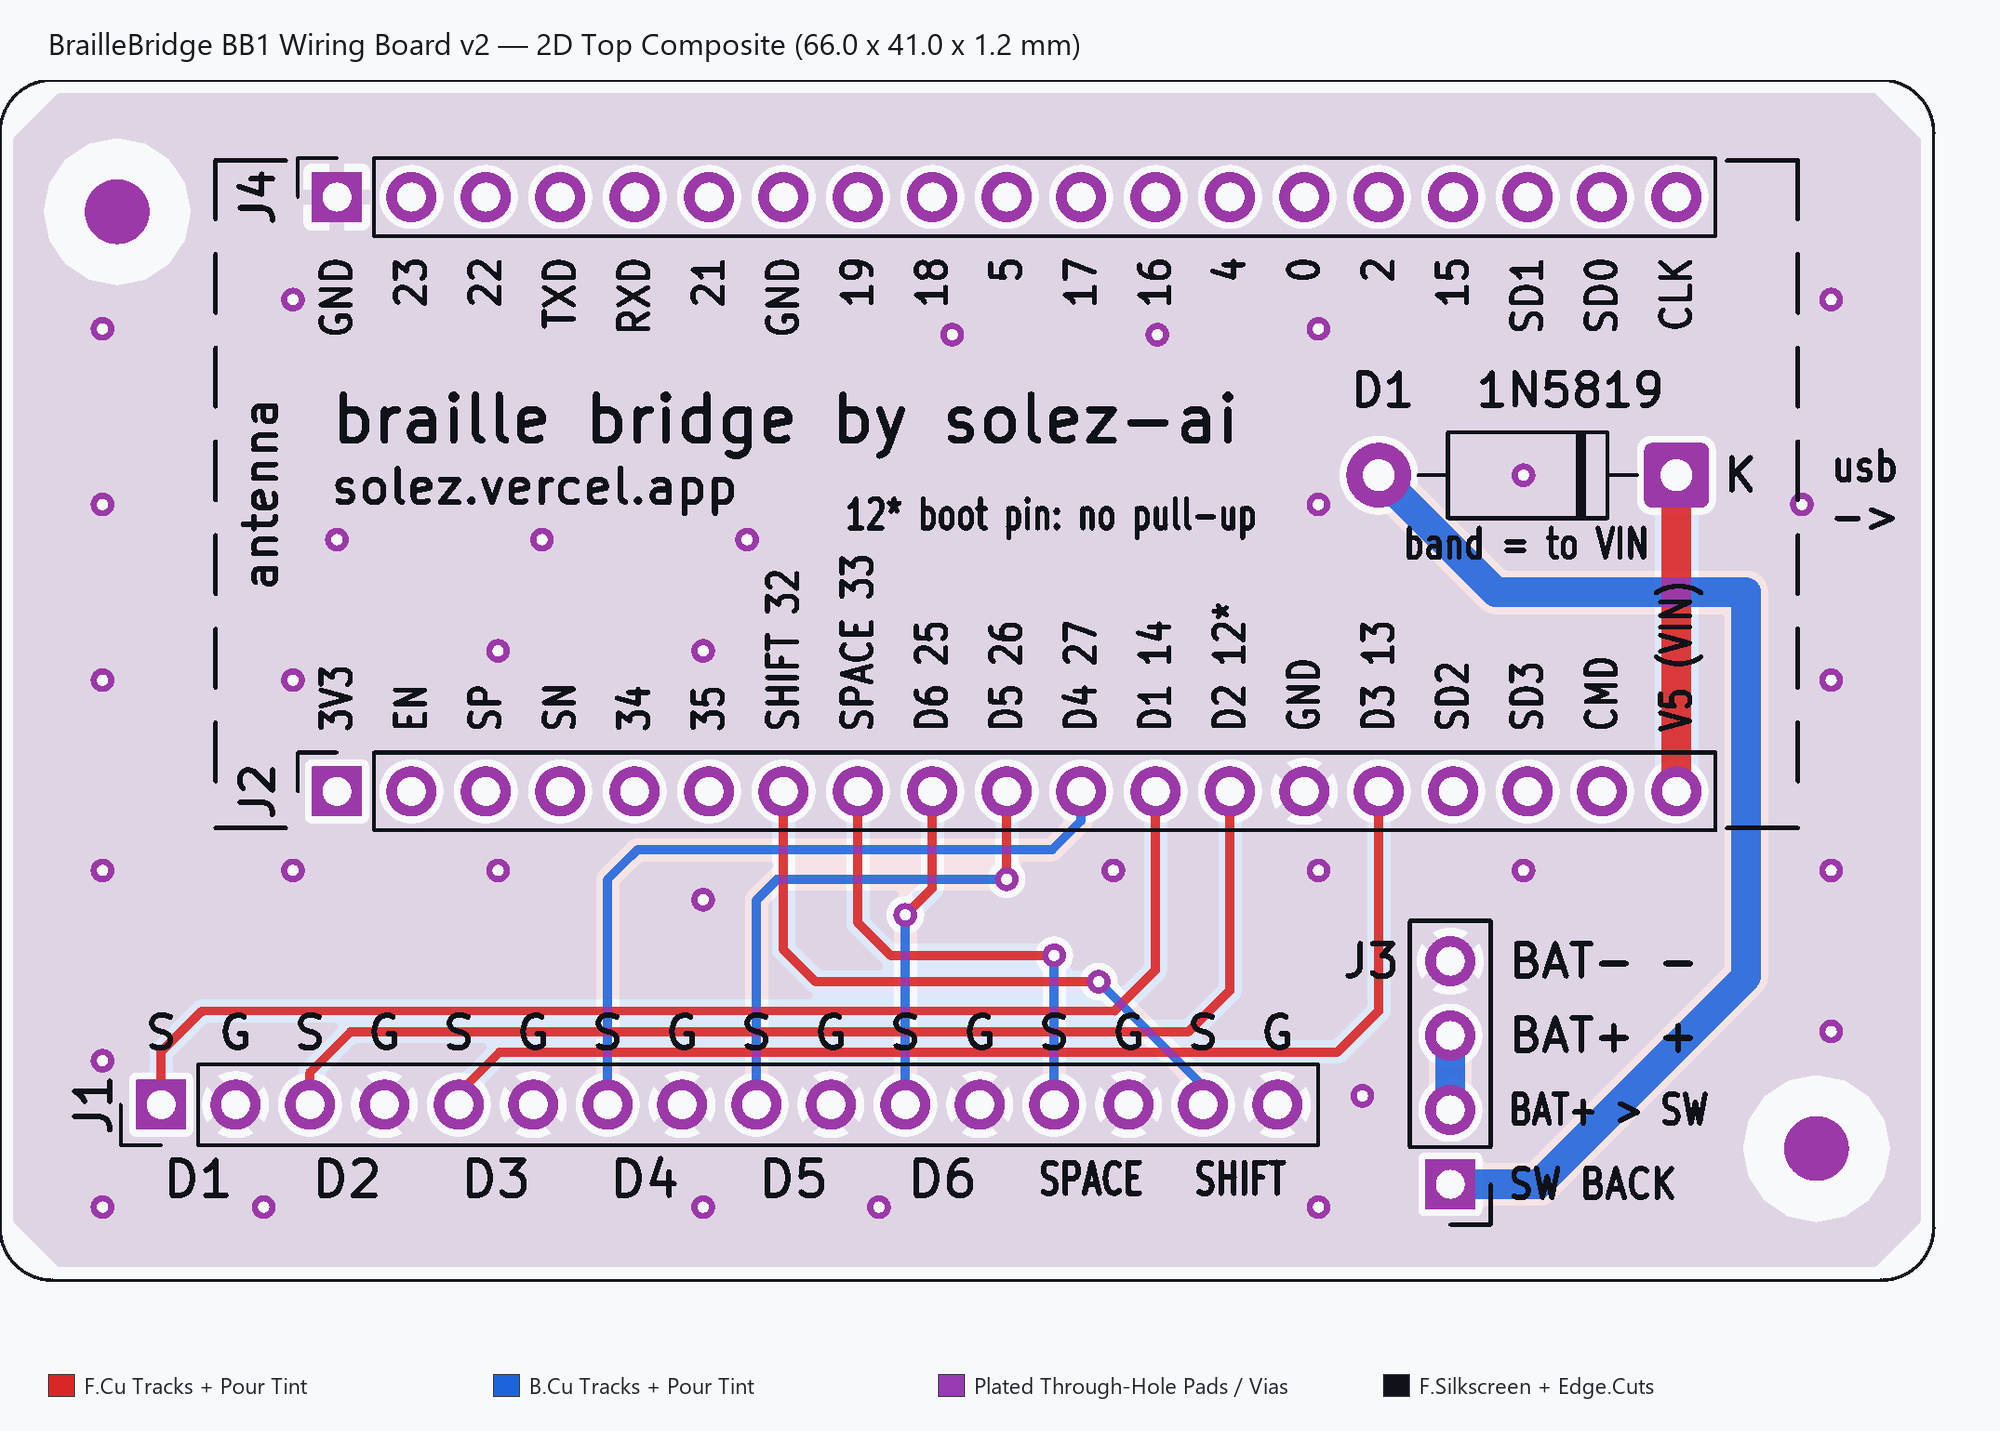 BrailleBridge BB1 Wiring Board v2 — 2D Top Composite (66.0 x 41.0 x 1.2 mm)
J4
GND 23 22 TXD RXD 21 GND 19 18 5 17 16 4 0 2 15 SD1 SD0 CLK
D1 1N5819
braille bridge by solez-ai
antenna
solez.vercel.app
K
usb
->
12* boot pin: no pull-up
band = to VIN
3V3 EN SP SN 34 35 SHIFT 32 SPACE 33 D6 25 D5 26 D4 27 D1 14 D2 12* GND D3 13 SD2 SD3 CMD V5 (VIN)
J2
J3 BAT- -
BAT+ +
BAT+ > SW
SW BACK
S G S G S G S G S G S G S G S G
J1
D1 D2 D3 D4 D5 D6 SPACE SHIFT
F.Cu Tracks + Pour Tint
B.Cu Tracks + Pour Tint
Plated Through-Hole Pads / Vias
F.Silkscreen + Edge.Cuts